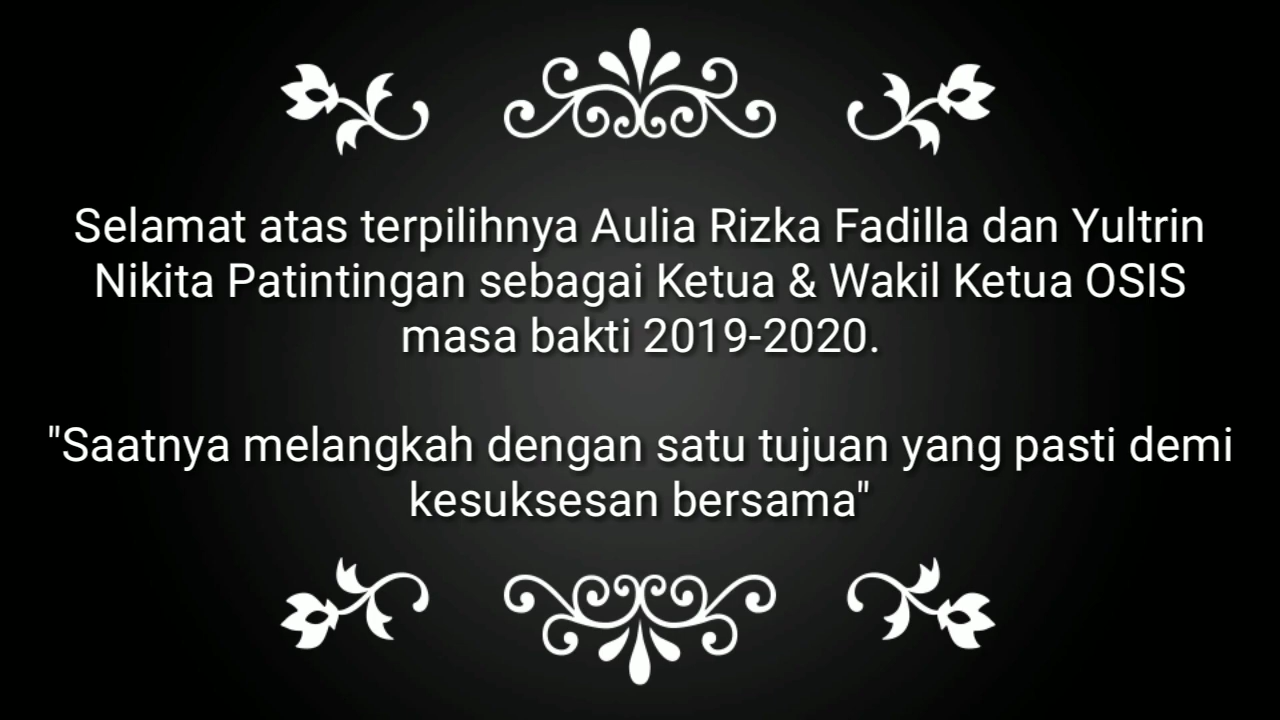 Selamat atas terpilihnya Aulia Rizka Fadilla dan Yultrin
Nikita Patintingan sebagai Ketua & Wakil Ketua OSIS
masa bakti 2019-2020.
"Saatnya melangkah dengan satu tujuan yang pasti demi
kesuksesan bersama"